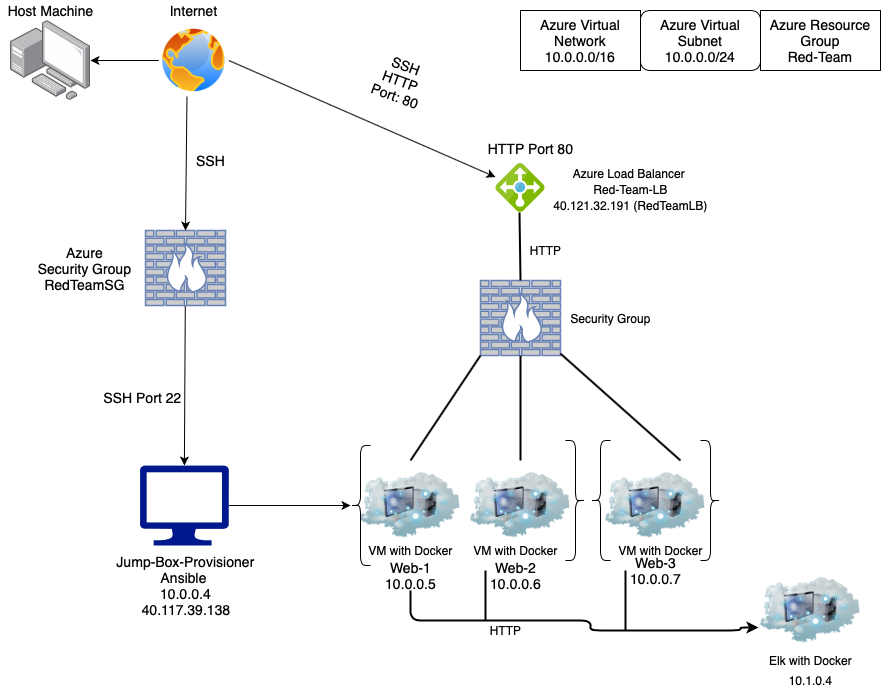 Host Machine
Internet
Azure Virtual
Network
10.0.0.0/16
Azure Virtual
Subnet
10.0.0.0/24
Azure Resource
Group
Red-Team
SSH
HTTP
Port: 80
SSH
HTTP Port 80
Azure Load Balancer
Red-Team-LB
40.121.32.191 (RedTeamLB)
HTTP
Azure
Security Group
RedTeamSG
Security Group
SSH Port 22
Jump-Box-Provisioner
Ansible
10.0.0.4
40.117.39.138
VM with Docker
Web-1
10.0.0.5
VM with Docker
Web-2
10.0.0.6
VM with Docker
Web-3
10.0.0.7
HTTP
Elk with Docker
10.1.0.4